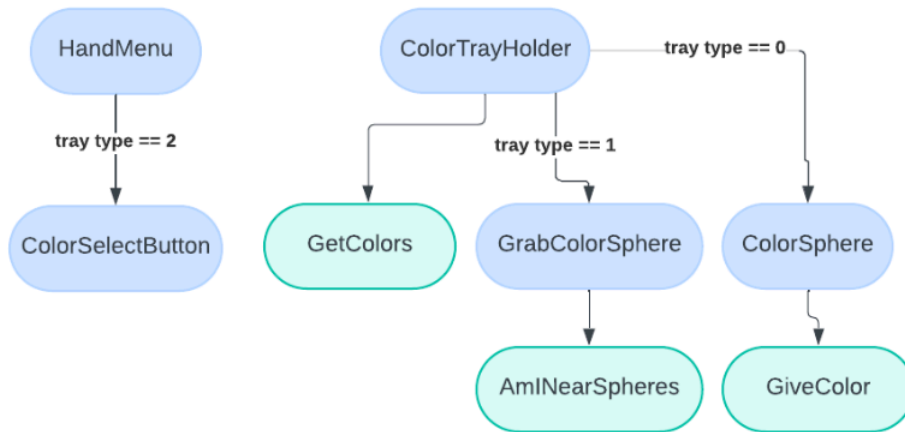 HandMenu
ColorTrayHolder
tray type == 0
tray type == 2
tray type == 1
ColorSelectButton
GetColors
GrabColorSphere
ColorSphere
AmINearSpheres
GiveColor